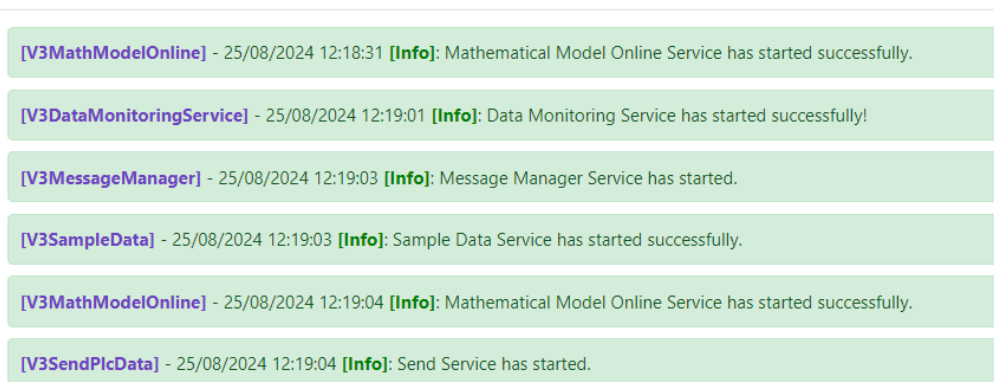 [V3MathModelOnline] - 25/08/2024 12:18:31 [Info]: Mathematical Model Online Service has started successfully.
[V3DataMonitoringService] - 25/08/2024 12:19:01 [Info]: Data Monitoring Service has started successfully!
[V3MessageManager] - 25/08/2024 12:19:03 [Info]: Message Manager Service has started.
[V3SampleData] - 25/08/2024 12:19:03 [Info]: Sample Data Service has started successfully.
[V3MathModelOnline] - 25/08/2024 12:19:04 [Info]: Mathematical Model Online Service has started successfully.
[V3SendPlcData] - 25/08/2024 12:19:04 [Info]: Send Service has started.